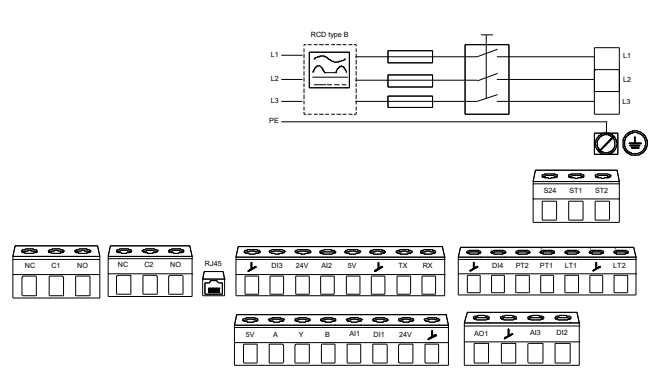 RCD type B
L1 L1
L2 L2
L3 L3
PE
S24 ST1 ST2
NC C1 NO
NC C2 NO
RJ45
DI3 24V AI2 5V TX RX
DI4 PT2 PT1 LT1 LT2
5V A Y B AI1 DI1 24V
AO1 AI3 DI2